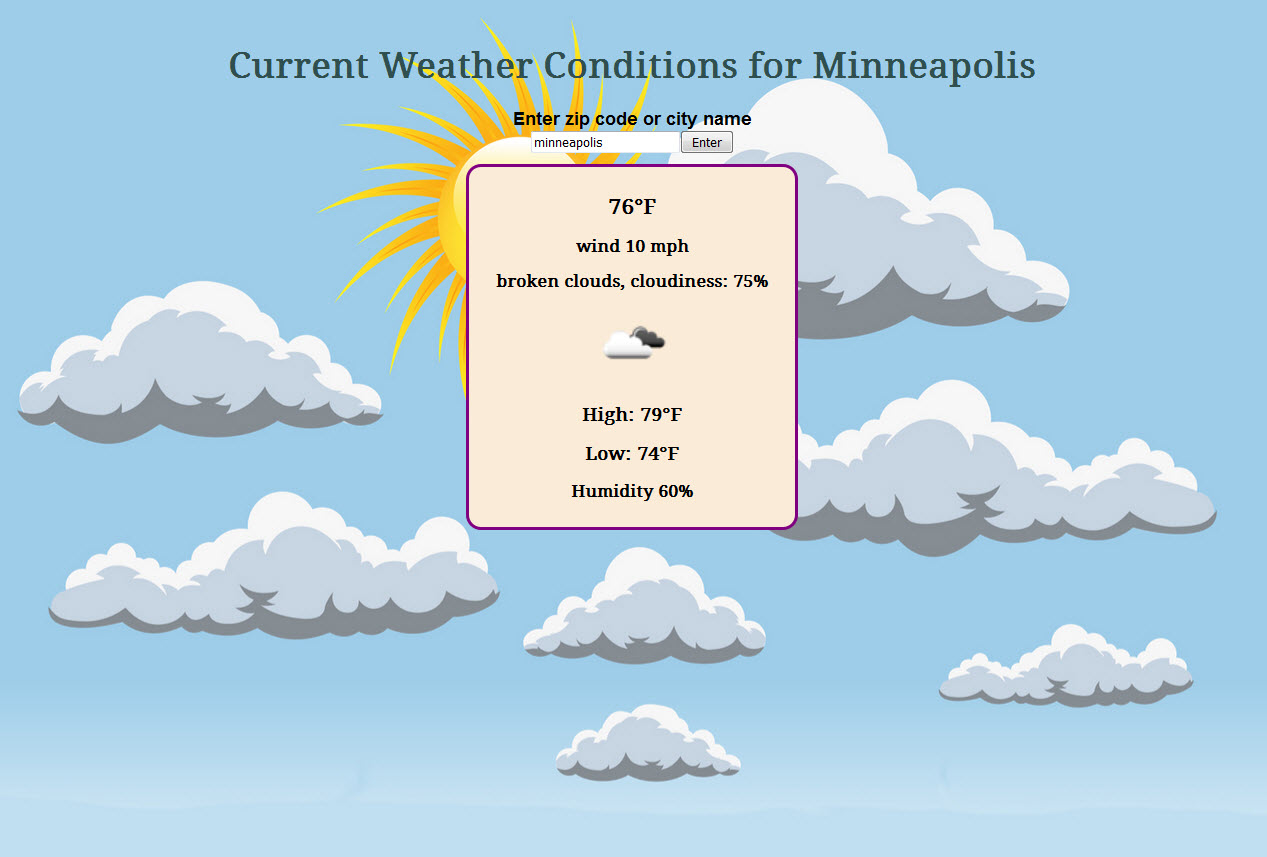 Current Weather Conditions for Minneapolis
Enter zip code or city name
minneapolis Enter
76°F
wind 10 mph
broken clouds, cloudiness: 75%
High: 79°F
Low: 74°F
Humidity 60%